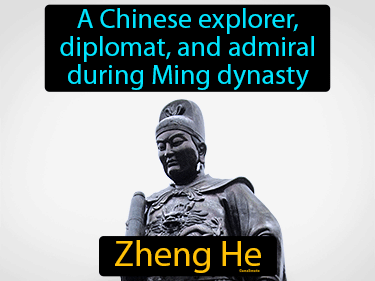 A Chinese explorer,
diplomat, and admiral
during Ming dynasty
Zheng He